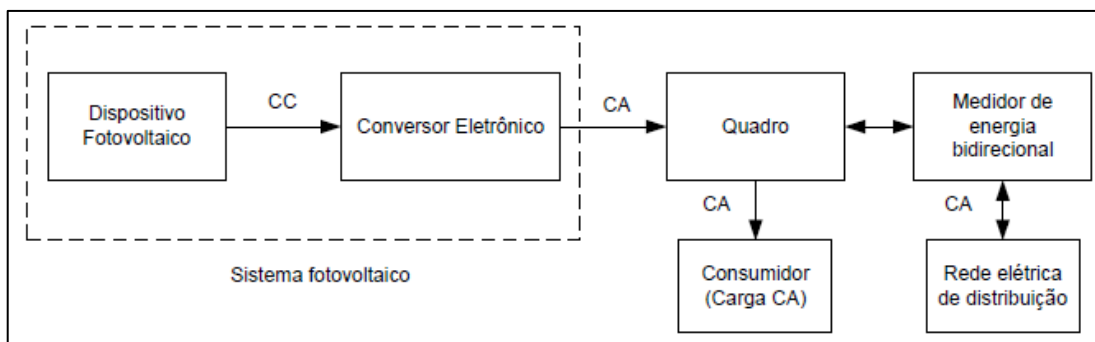 Dispositivo
Fotovoltaico
CC
Conversor Eletrônico
CA
Quadro
Medidor de
energia
bidirecional
CA
CA
Consumidor
(Carga CA)
Rede elétrica
de distribuição
Sistema fotovoltaico